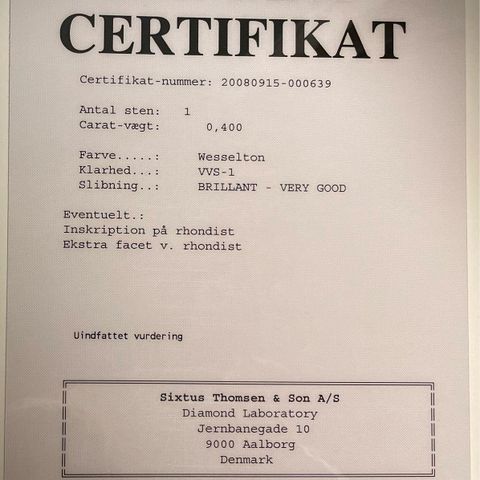 CERTIFIKAT
Certifikat-nummer: 20080915-000639
Antal sten: 1
Carat-vægt: 0,400
Farve.....: Wesselton
Klarhed...: VVS-1
Slibning..: BRILLANT - VERY GOOD
Eventuelt.:
Inskription på rhondist
Ekstra facet v. rhondist
Uindfattet vurdering
Sixtus Thomsen & Son A/S
Diamond Laboratory
Jernbanegade 10
9000 Aalborg
Denmark